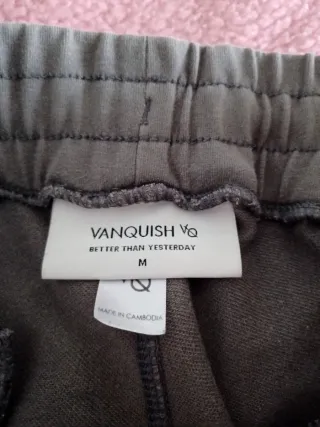 VANQUISH VQ
BETTER THAN YESTERDAY
M
VQ
MADE IN CAMBODIA